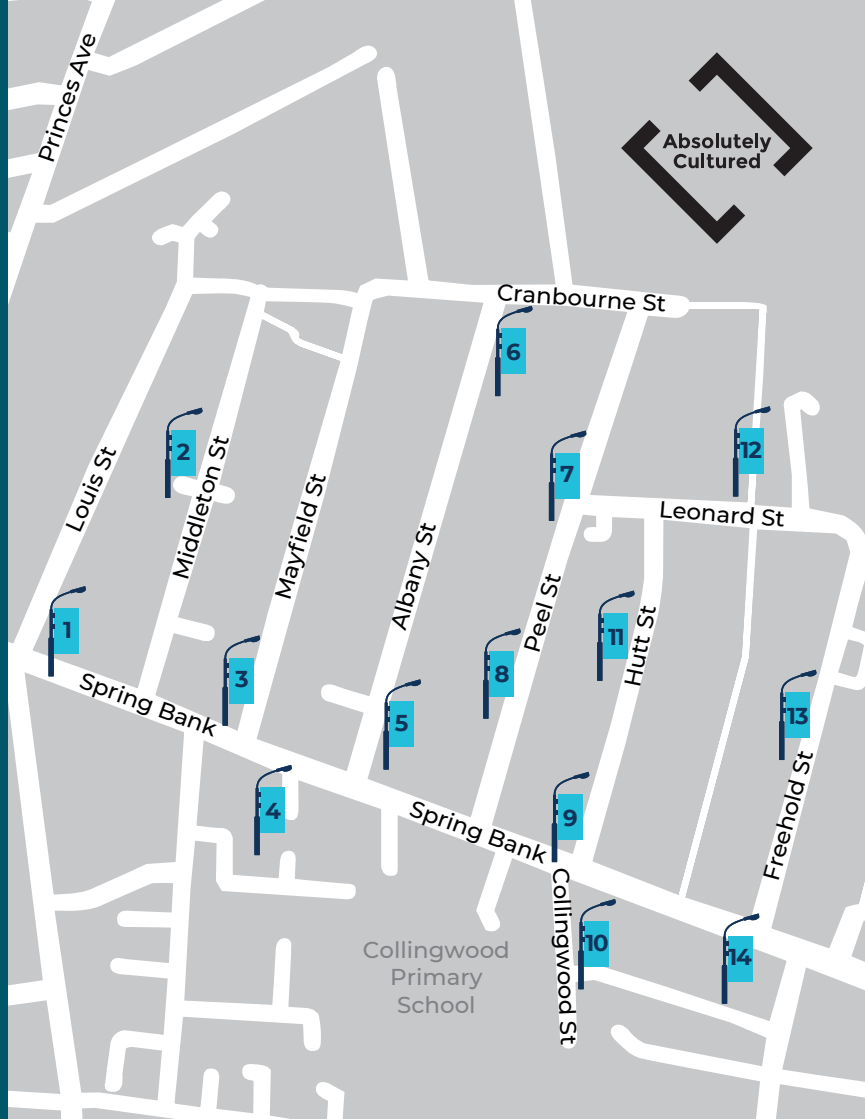 Princes Ave
Absolutely
Cultured
Cranbourne St
6
2
7
12
Louis St
Middleton St
Mayfield St
Albany St
Leonard St
Peel St
Hutt St
1
11
3
8
5
13
Spring Bank
4
9
Spring Bank
Freehold St
Collingwood St
10
14
Collingwood
Primary
School